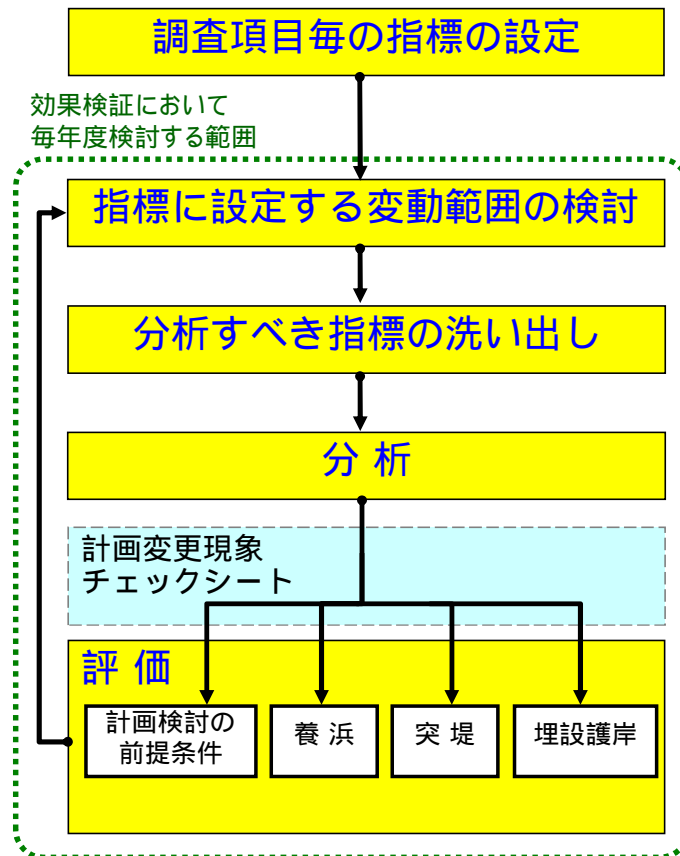 調査項目毎の指標の設定
効果検証において
毎年度検討する範囲
指標に設定する変動範囲の検討
分析すべき指標の洗い出し
分 析
計画変更現象
チェックシート
評 価
計画検討の
前提条件
養 浜
突 堤
埋設護岸